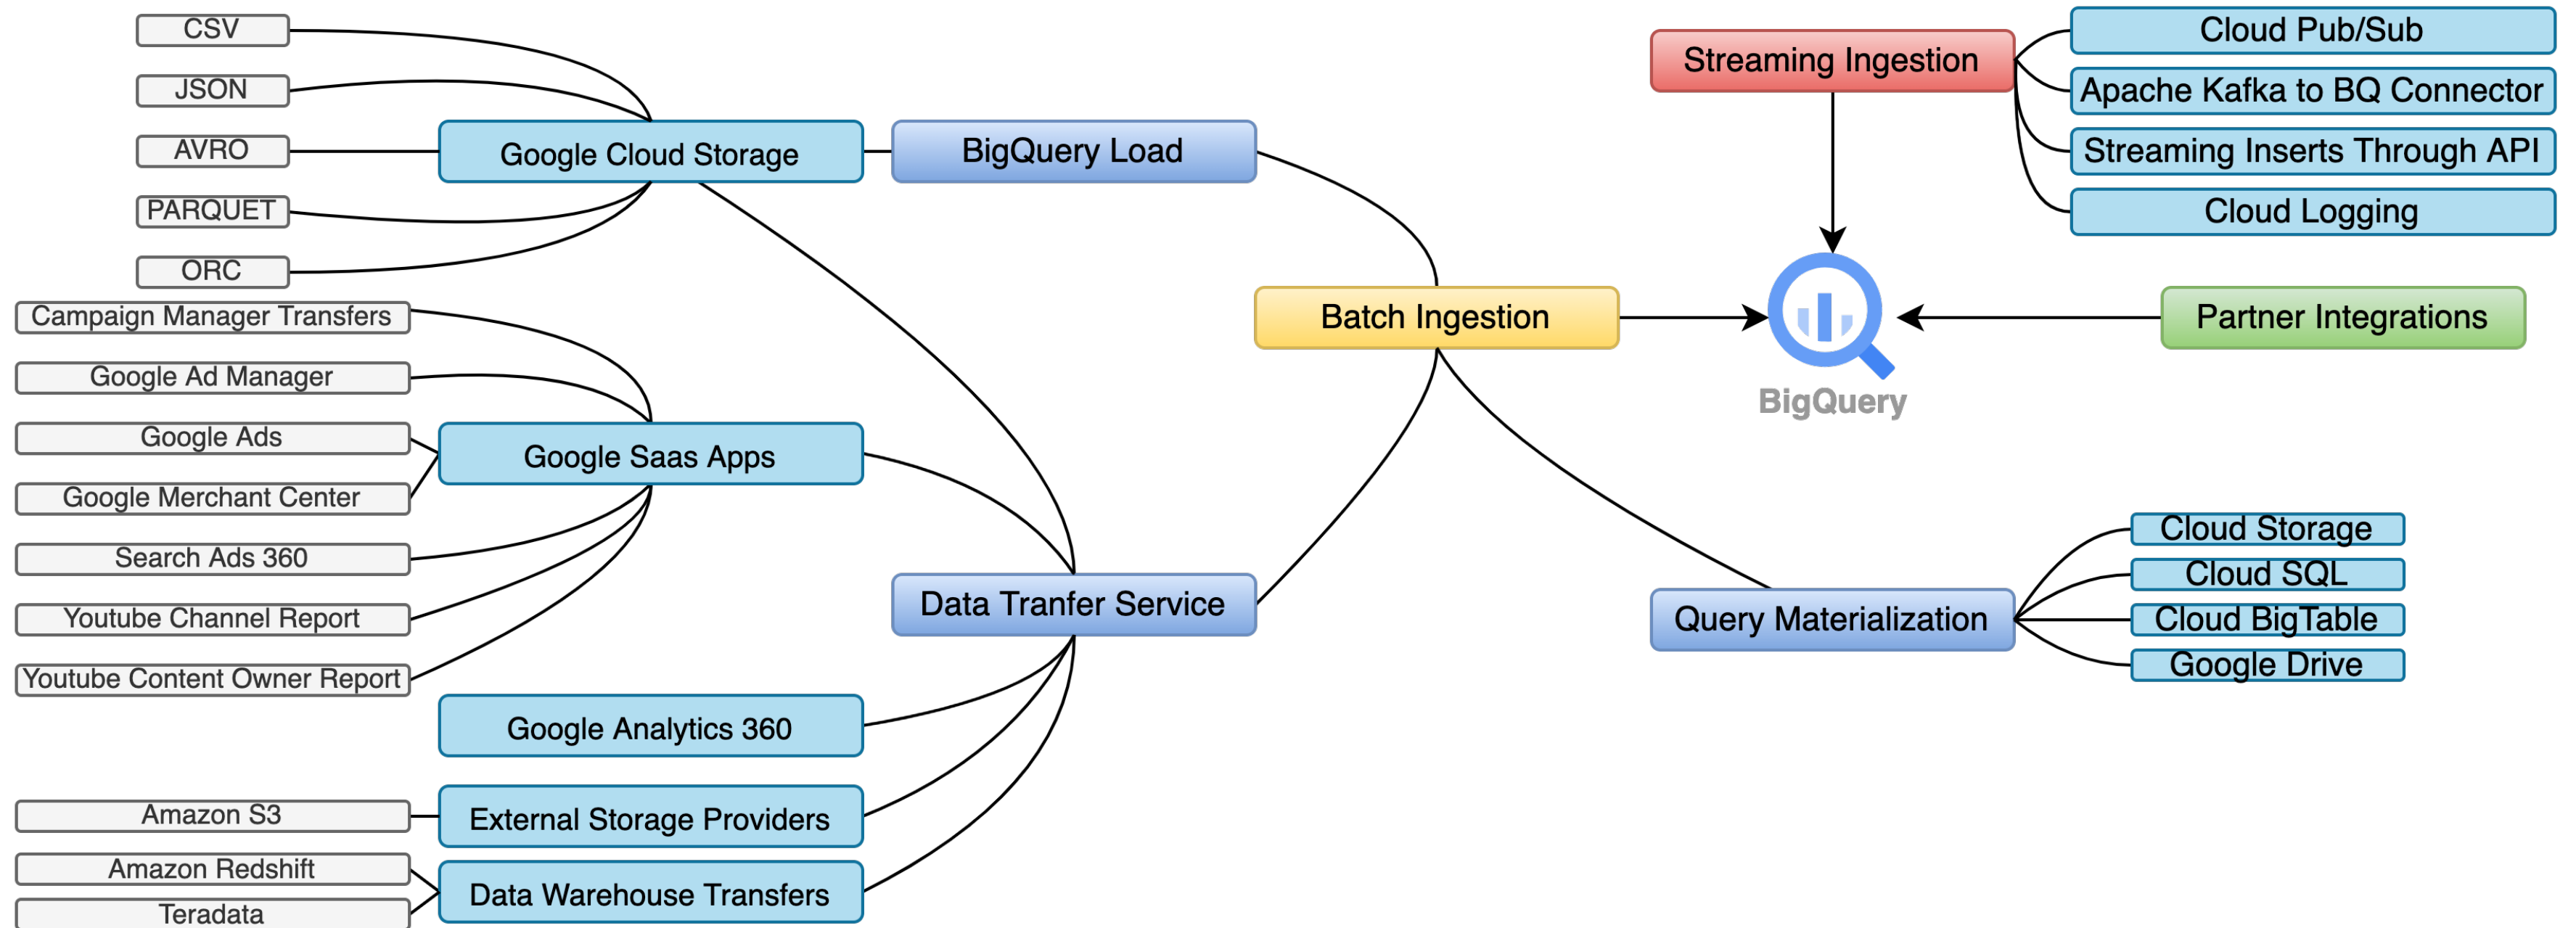 CSV
JSON
AVRO
PARQUET
ORC
Google Cloud Storage
BigQuery Load
Campaign Manager Transfers
Google Ad Manager
Google Ads
Google Merchant Center
Search Ads 360
Youtube Channel Report
Youtube Content Owner Report
Google Saas Apps
Data Tranfer Service
Google Analytics 360
Amazon S3
External Storage Providers
Amazon Redshift
Teradata
Data Warehouse Transfers
Batch Ingestion
Streaming Ingestion
Cloud Pub/Sub
Apache Kafka to BQ Connector
Streaming Inserts Through API
Cloud Logging
BigQuery
Partner Integrations
Query Materialization
Cloud Storage
Cloud SQL
Cloud BigTable
Google Drive